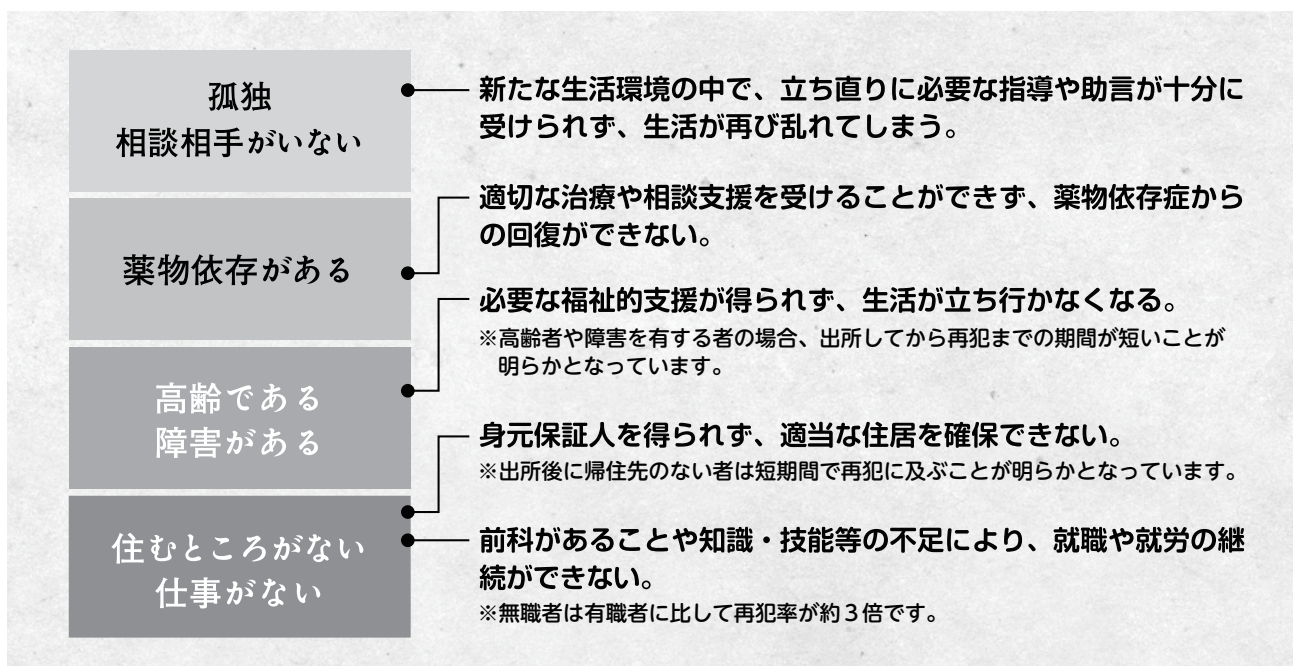 孤独
相談相手がいない
新たな生活環境の中で、立ち直りに必要な指導や助言が十分に
受けられず、生活が再び乱れてしまう。
薬物依存がある
適切な治療や相談支援を受けることができず、薬物依存症から
の回復ができない。
高齢である
障害がある
必要な福祉的支援が得られず、生活が立ち行かなくなる。
※高齢者や障害を有する者の場合、出所してから再犯までの期間が短いことが
明らかとなっています。
住むところがない
仕事がない
身元保証人を得られず、適当な住居を確保できない。
※出所後に帰住先のない者は短期間で再犯に及ぶことが明らかとなっています。
前科があることや知識・技能等の不足により、就職や就労の継
続ができない。
※無職者は有職者に比して再犯率が約３倍です。